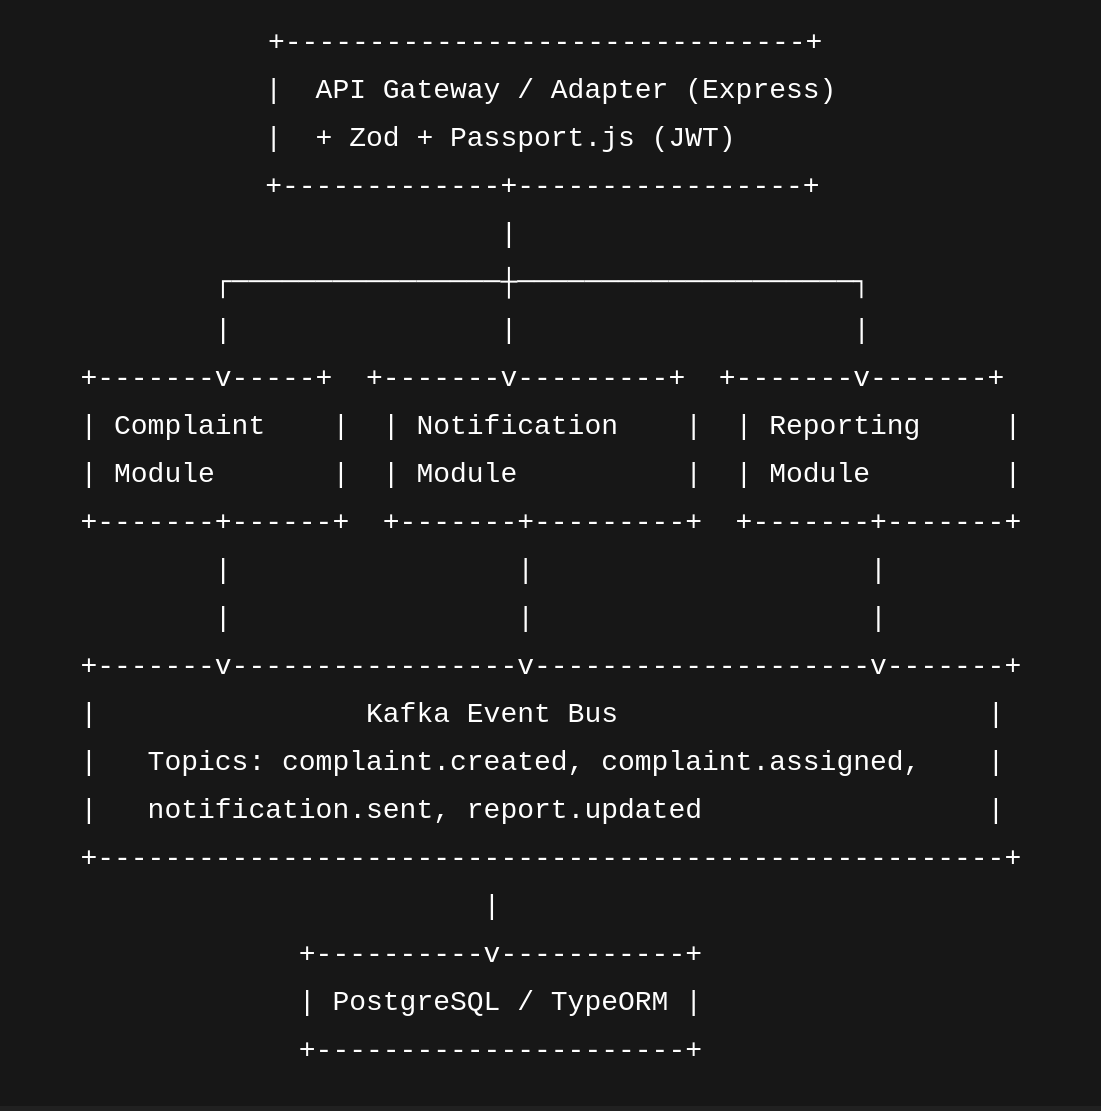 +-------------------------------+
|  API Gateway / Adapter (Express)
|  + Zod + Passport.js (JWT)
+-------------+-----------------+
|
┌────────────────┼────────────────────┐
|                |                    |
+-------v-----+  +-------v---------+  +-------v-------+
| Complaint    |  | Notification    |  | Reporting     |
| Module       |  | Module          |  | Module        |
+-------+------+  +-------+---------+  +-------+-------+
|                 |                    |
|                 |                    |
+-------v-----------------v--------------------v-------+
|                Kafka Event Bus                      |
|   Topics: complaint.created, complaint.assigned,    |
|   notification.sent, report.updated                 |
+------------------------------------------------------+
|
+----------v-----------+
| PostgreSQL / TypeORM |
+----------------------+